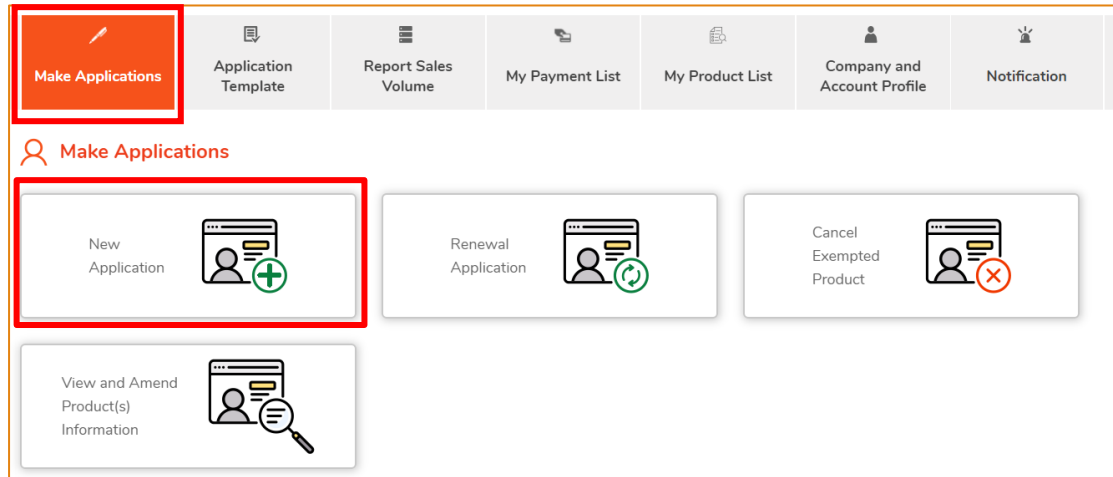 Make Applications
Application
Template
Report Sales
Volume
My Payment List
My Product List
Company and
Account Profile
Notification
Make Applications
New
Application
Renewal
Application
Cancel
Exempted
Product
View and Amend
Product(s)
Information